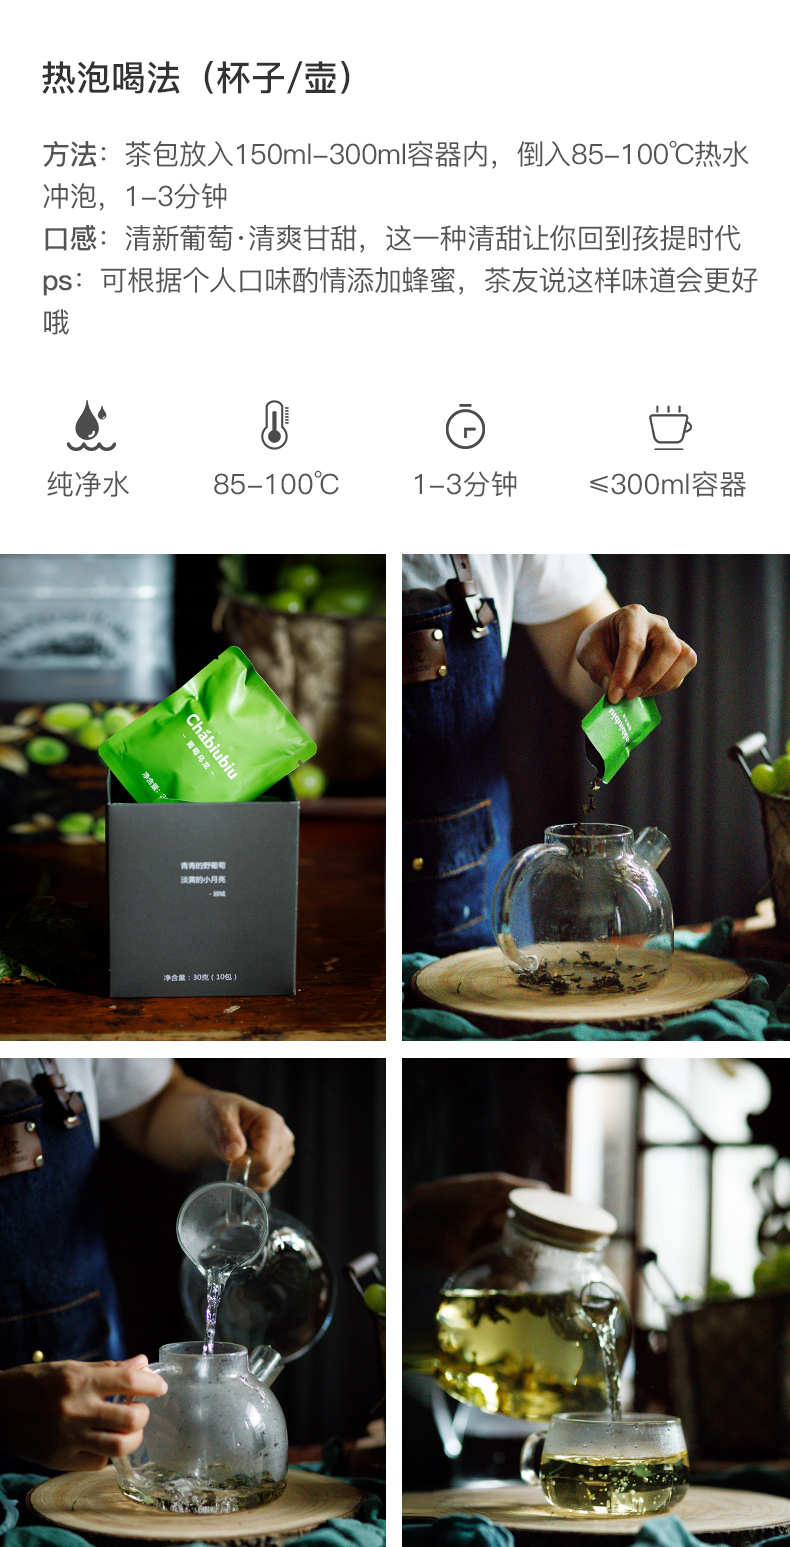 热泡喝法（杯子/壶）
方法：茶包放入150ml-300ml容器内，倒入85-100℃热水
冲泡，1-3分钟
口感：清新葡萄·清爽甘甜，这一种清甜让你回到孩提时代
ps：可根据个人口味酌情添加蜂蜜，茶友说这样味道会更好
哦
纯净水
85-100℃
1-3分钟
≤300ml容器
Chábiubiu
- 葡萄乌龙 -
净含量：3
青青的野葡萄
淡黄的小月亮
- 顾城
净含量：30克（10包）